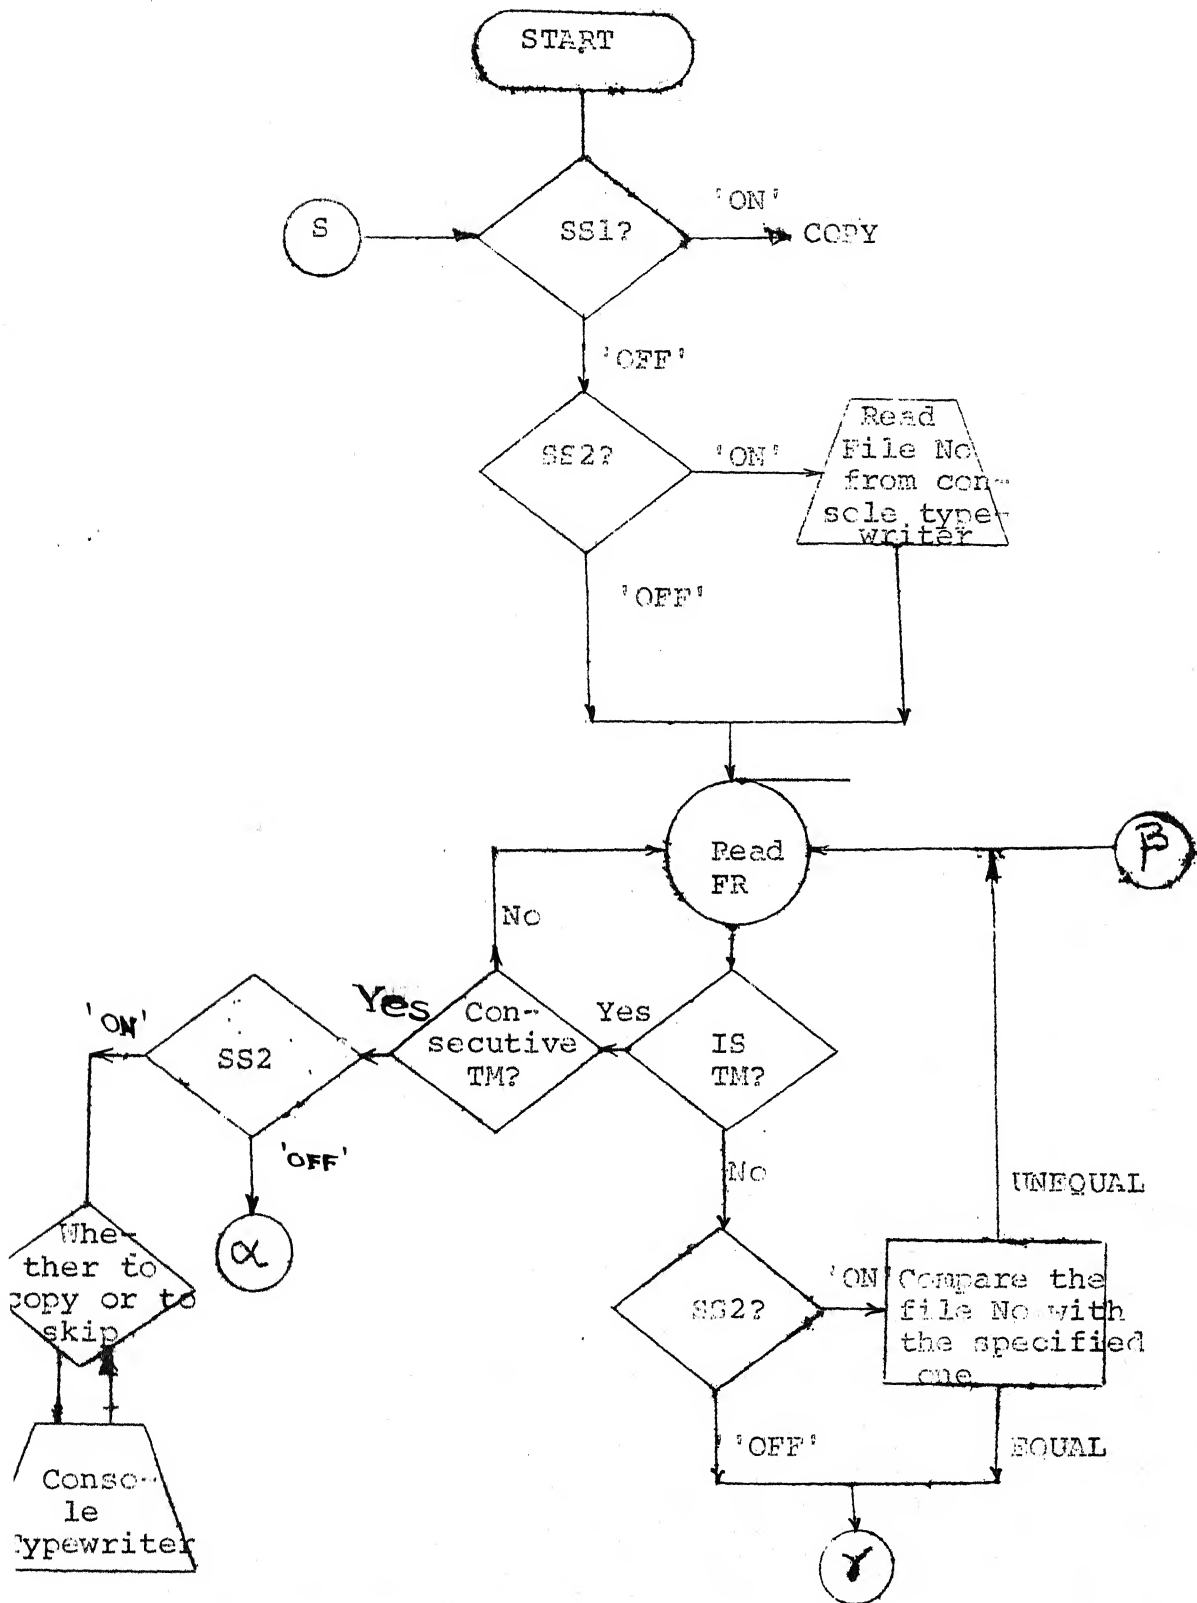 START
S
SS1?
'ON'
COPY
'OFF'
SS2?
'ON'
Read
File No
from con-
sole type-
writer
'OFF'
Read
FR
β
No
'ON'
SS2
Yes
Con-
secutive
TM?
Yes
IS
TM?
'OFF'
α
No
UNEQUAL
Whe-
ther to
copy or to
skip
SS2?
'ON'
Compare the
file No with
the specified
one
'OFF'
EQUAL
Conso-
le
Typewriter
γ